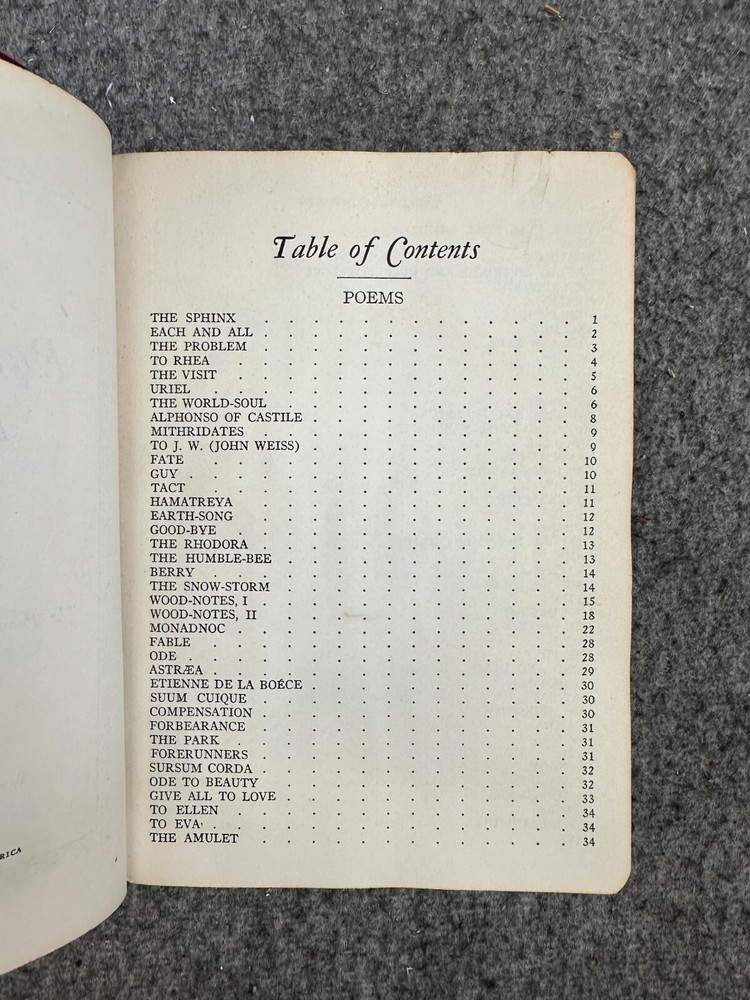 Table of Contents
POEMS
THE SPHINX . . . . . . . . . . . . . 1
EACH AND ALL . . . . . . . . . . . . . 2
THE PROBLEM . . . . . . . . . . . . . 3
TO RHEA . . . . . . . . . . . . . . 4
THE VISIT . . . . . . . . . . . . . . 5
URIEL . . . . . . . . . . . . . . . 6
THE WORLD-SOUL . . . . . . . . . . . . 6
ALPHONSO OF CASTILE . . . . . . . . . . . 8
MITHRIDATES . . . . . . . . . . . . . 9
TO J. W. (JOHN WEISS) . . . . . . . . . . . 9
FATE . . . . . . . . . . . . . . . 10
GUY . . . . . . . . . . . . . . . . 10
TACT . . . . . . . . . . . . . . . 11
HAMATREYA . . . . . . . . . . . . . 11
EARTH-SONG . . . . . . . . . . . . . 12
GOOD-BYE . . . . . . . . . . . . . . 12
THE RHODORA . . . . . . . . . . . . 13
THE HUMBLE-BEE . . . . . . . . . . . . 13
BERRY . . . . . . . . . . . . . . . 14
THE SNOW-STORM . . . . . . . . . . . . 14
WOOD-NOTES, I . . . . . . . . . . . . . 15
WOOD-NOTES, II . . . . . . . . . . . . 18
MONADNOC . . . . . . . . . . . . . . 22
FABLE . . . . . . . . . . . . . . . 28
ODE . . . . . . . . . . . . . . . . 28
ASTRÆA . . . . . . . . . . . . . . . 29
ETIENNE DE LA BOÉCE . . . . . . . . . . . 30
SUUM CUIQUE . . . . . . . . . . . . 30
COMPENSATION . . . . . . . . . . . . . 30
FORBEARANCE . . . . . . . . . . . . 31
THE PARK . . . . . . . . . . . . . . 31
FORERUNNERS . . . . . . . . . . . . 31
SURSUM CORDA . . . . . . . . . . . . . 32
ODE TO BEAUTY . . . . . . . . . . . . 32
GIVE ALL TO LOVE . . . . . . . . . . . . 33
TO ELLEN . . . . . . . . . . . . . . 34
TO EVA . . . . . . . . . . . . . . . 34
THE AMULET . . . . . . . . . . . . . 34
RICA